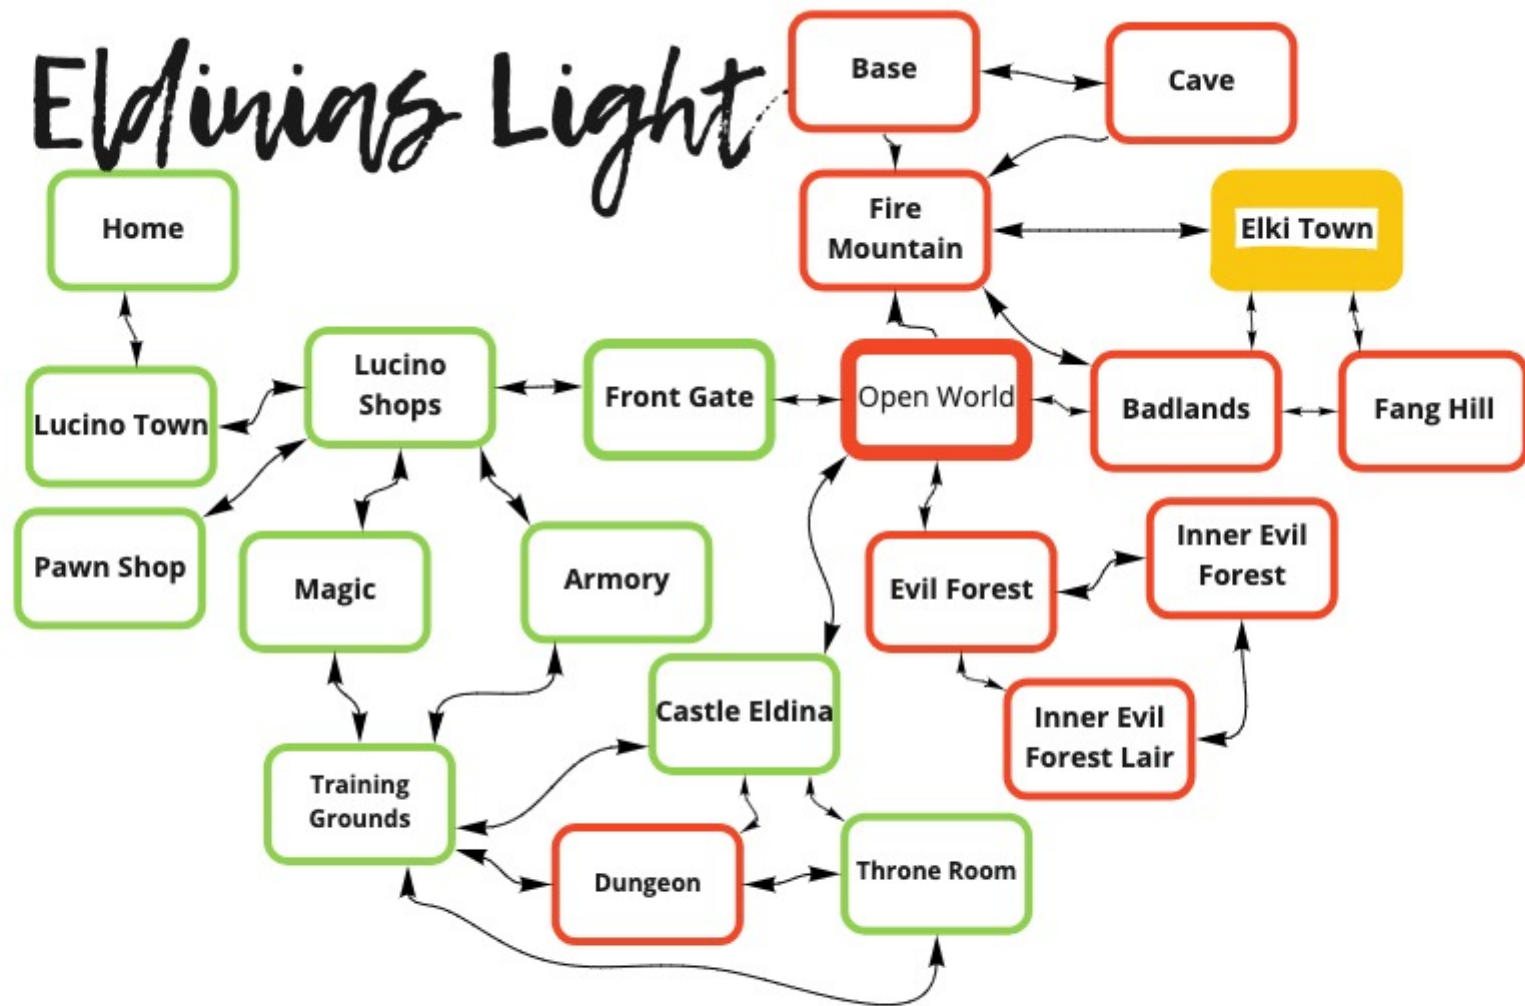 Eldinias Light
Base
Cave
Home
Fire
Mountain
Elki Town
Lucino Town
Lucino
Shops
Front Gate
Open World
Badlands
Fang Hill
Pawn Shop
Magic
Armory
Evil Forest
Inner Evil
Forest
Castle Eldina
Inner Evil
Forest Lair
Training
Grounds
Dungeon
Throne Room